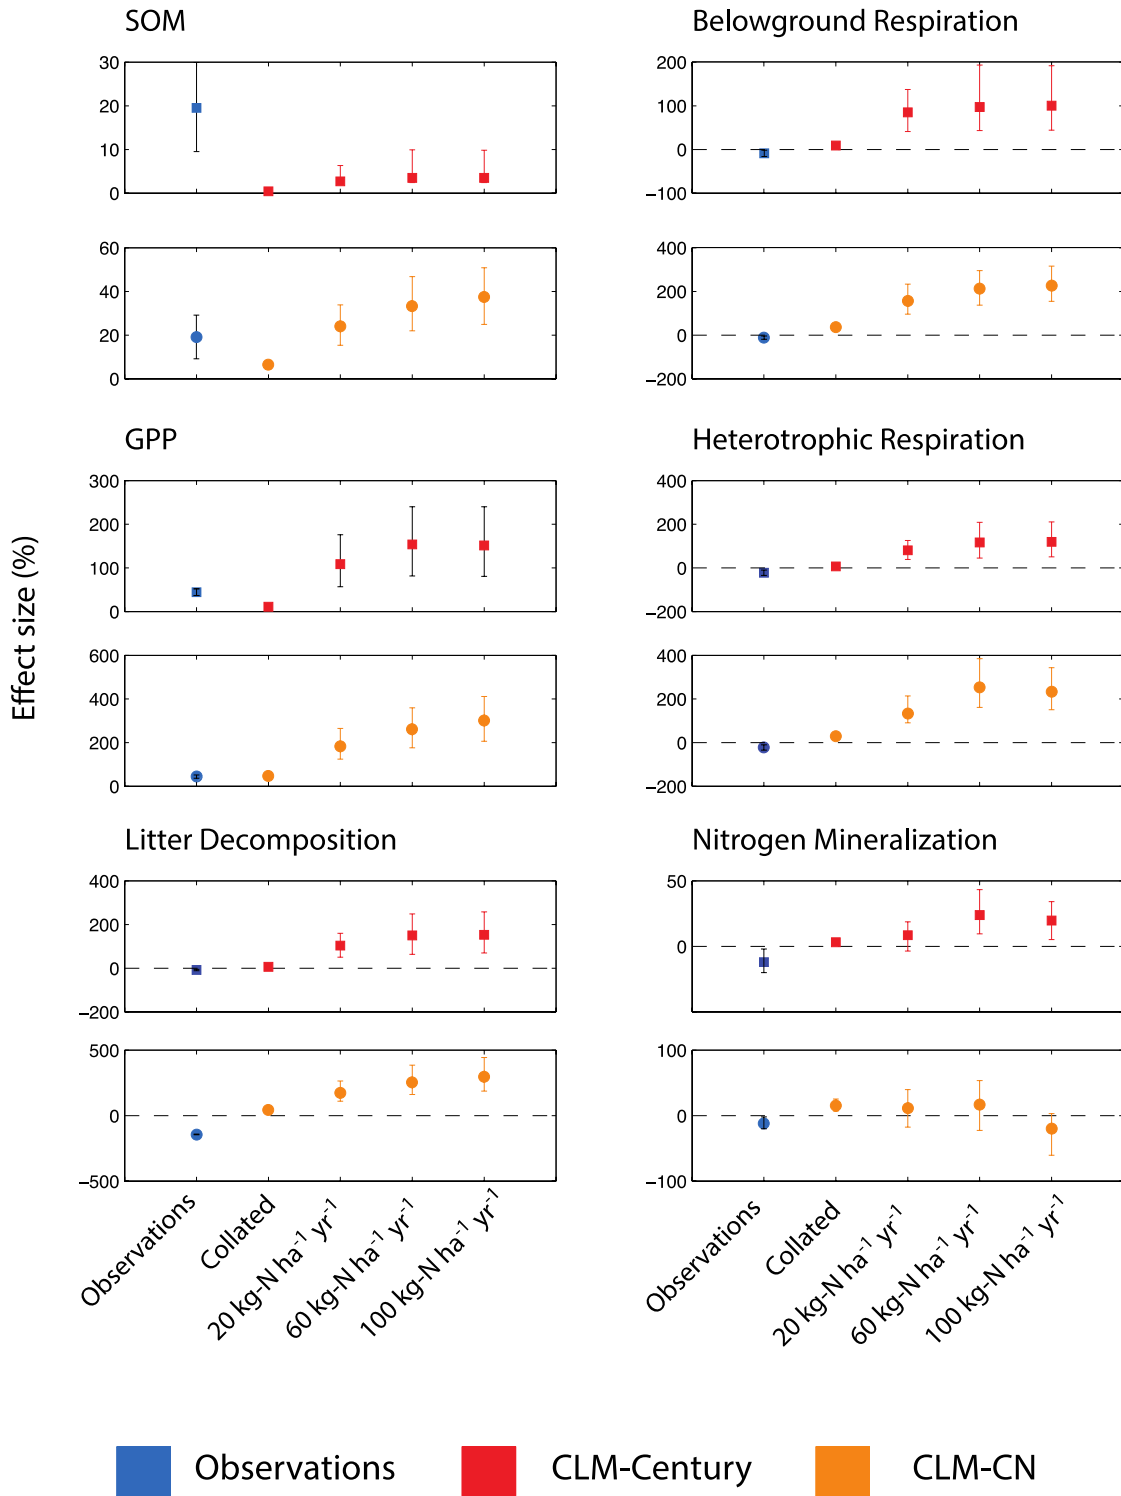 SOM
30
20
10
0
60
40
20
0
Belowground Respiration
200
100
0
−100
400
200
0
−200
GPP
300
200
100
0
600
400
200
0
Heterotrophic Respiration
400
200
0
−200
400
200
0
−200
Effect size (%)
Litter Decomposition
400
200
0
−200
500
0
−500
Nitrogen Mineralization
50
0
100
0
−100
Observations
Collated
20 kg-N ha⁻¹ yr⁻¹
60 kg-N ha⁻¹ yr⁻¹
100 kg-N ha⁻¹ yr⁻¹
Observations
Collated
20 kg-N ha⁻¹ yr⁻¹
60 kg-N ha⁻¹ yr⁻¹
100 kg-N ha⁻¹ yr⁻¹
Observations CLM-Century CLM-CN